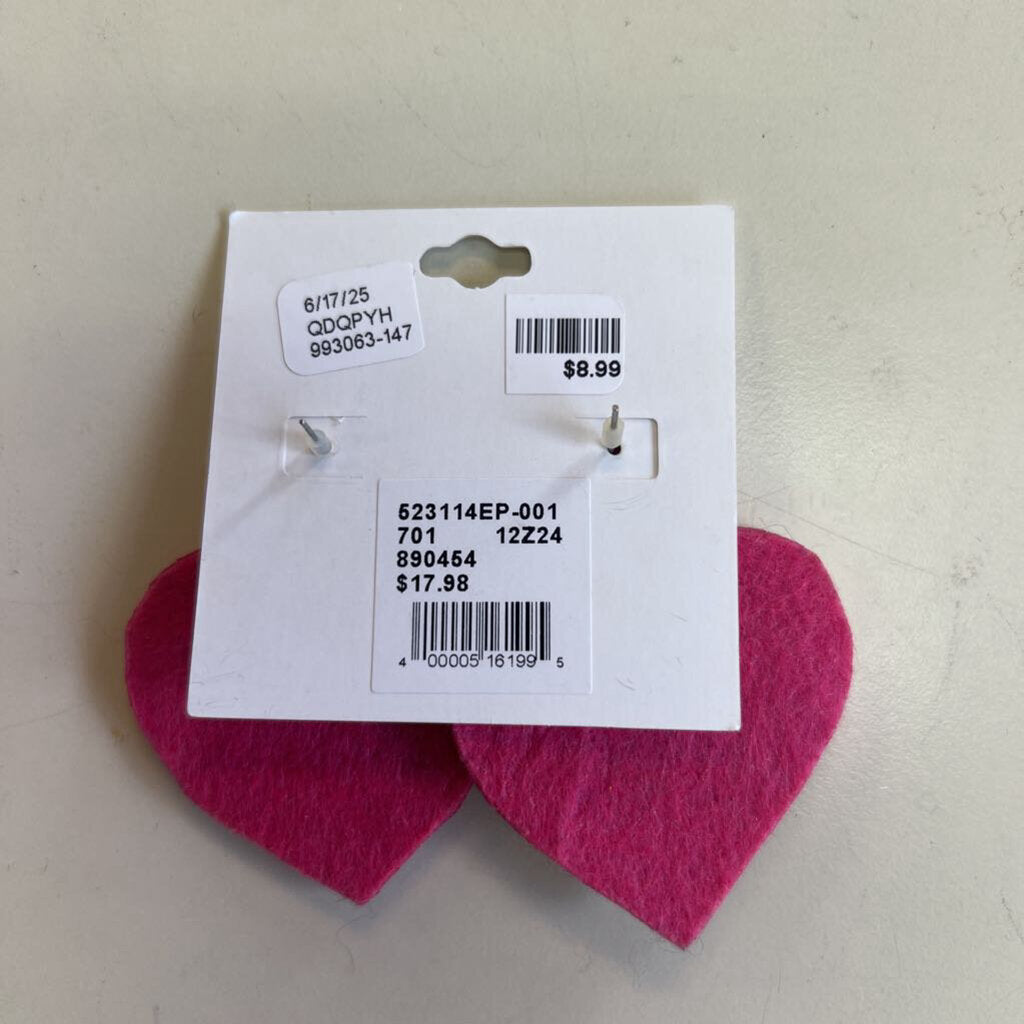 6/17/25
QDQPYH
993063-147
$8.99
523114EP-001
701 12Z24
890454
$17.98
4 00005 16199 5